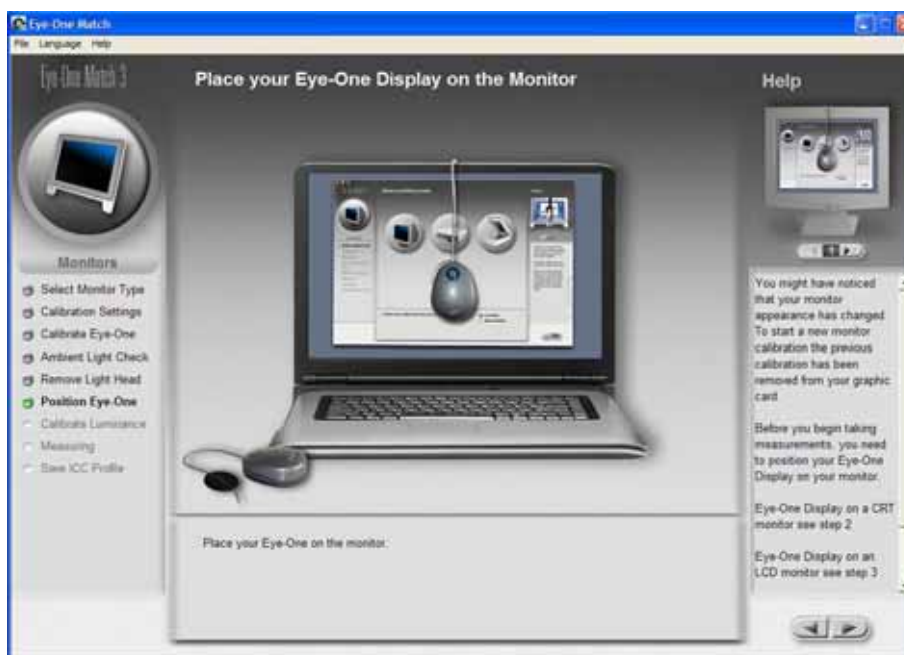 Eye-One Match
File Language Help
Eye-One Match 3
Place your Eye-One Display on the Monitor
Help
Monitors
Select Monitor Type
Calibration Settings
Calibrate Eye-One
Ambient Light Check
Remove Light Head
Position Eye-One
Calibrate Luminance
Measuring
Save ICC Profile
Place your Eye-One on the monitor.
1
You might have noticed
that your monitor
appearance has changed
To start a new monitor
calibration the previous
calibration has been
removed from your graphic
card
Before you begin taking
measurements, you need
to position your Eye-One
Display on your monitor.
Eye-One Display on a CRT
monitor see step 2
Eye-One Display on an
LCD monitor see step 3